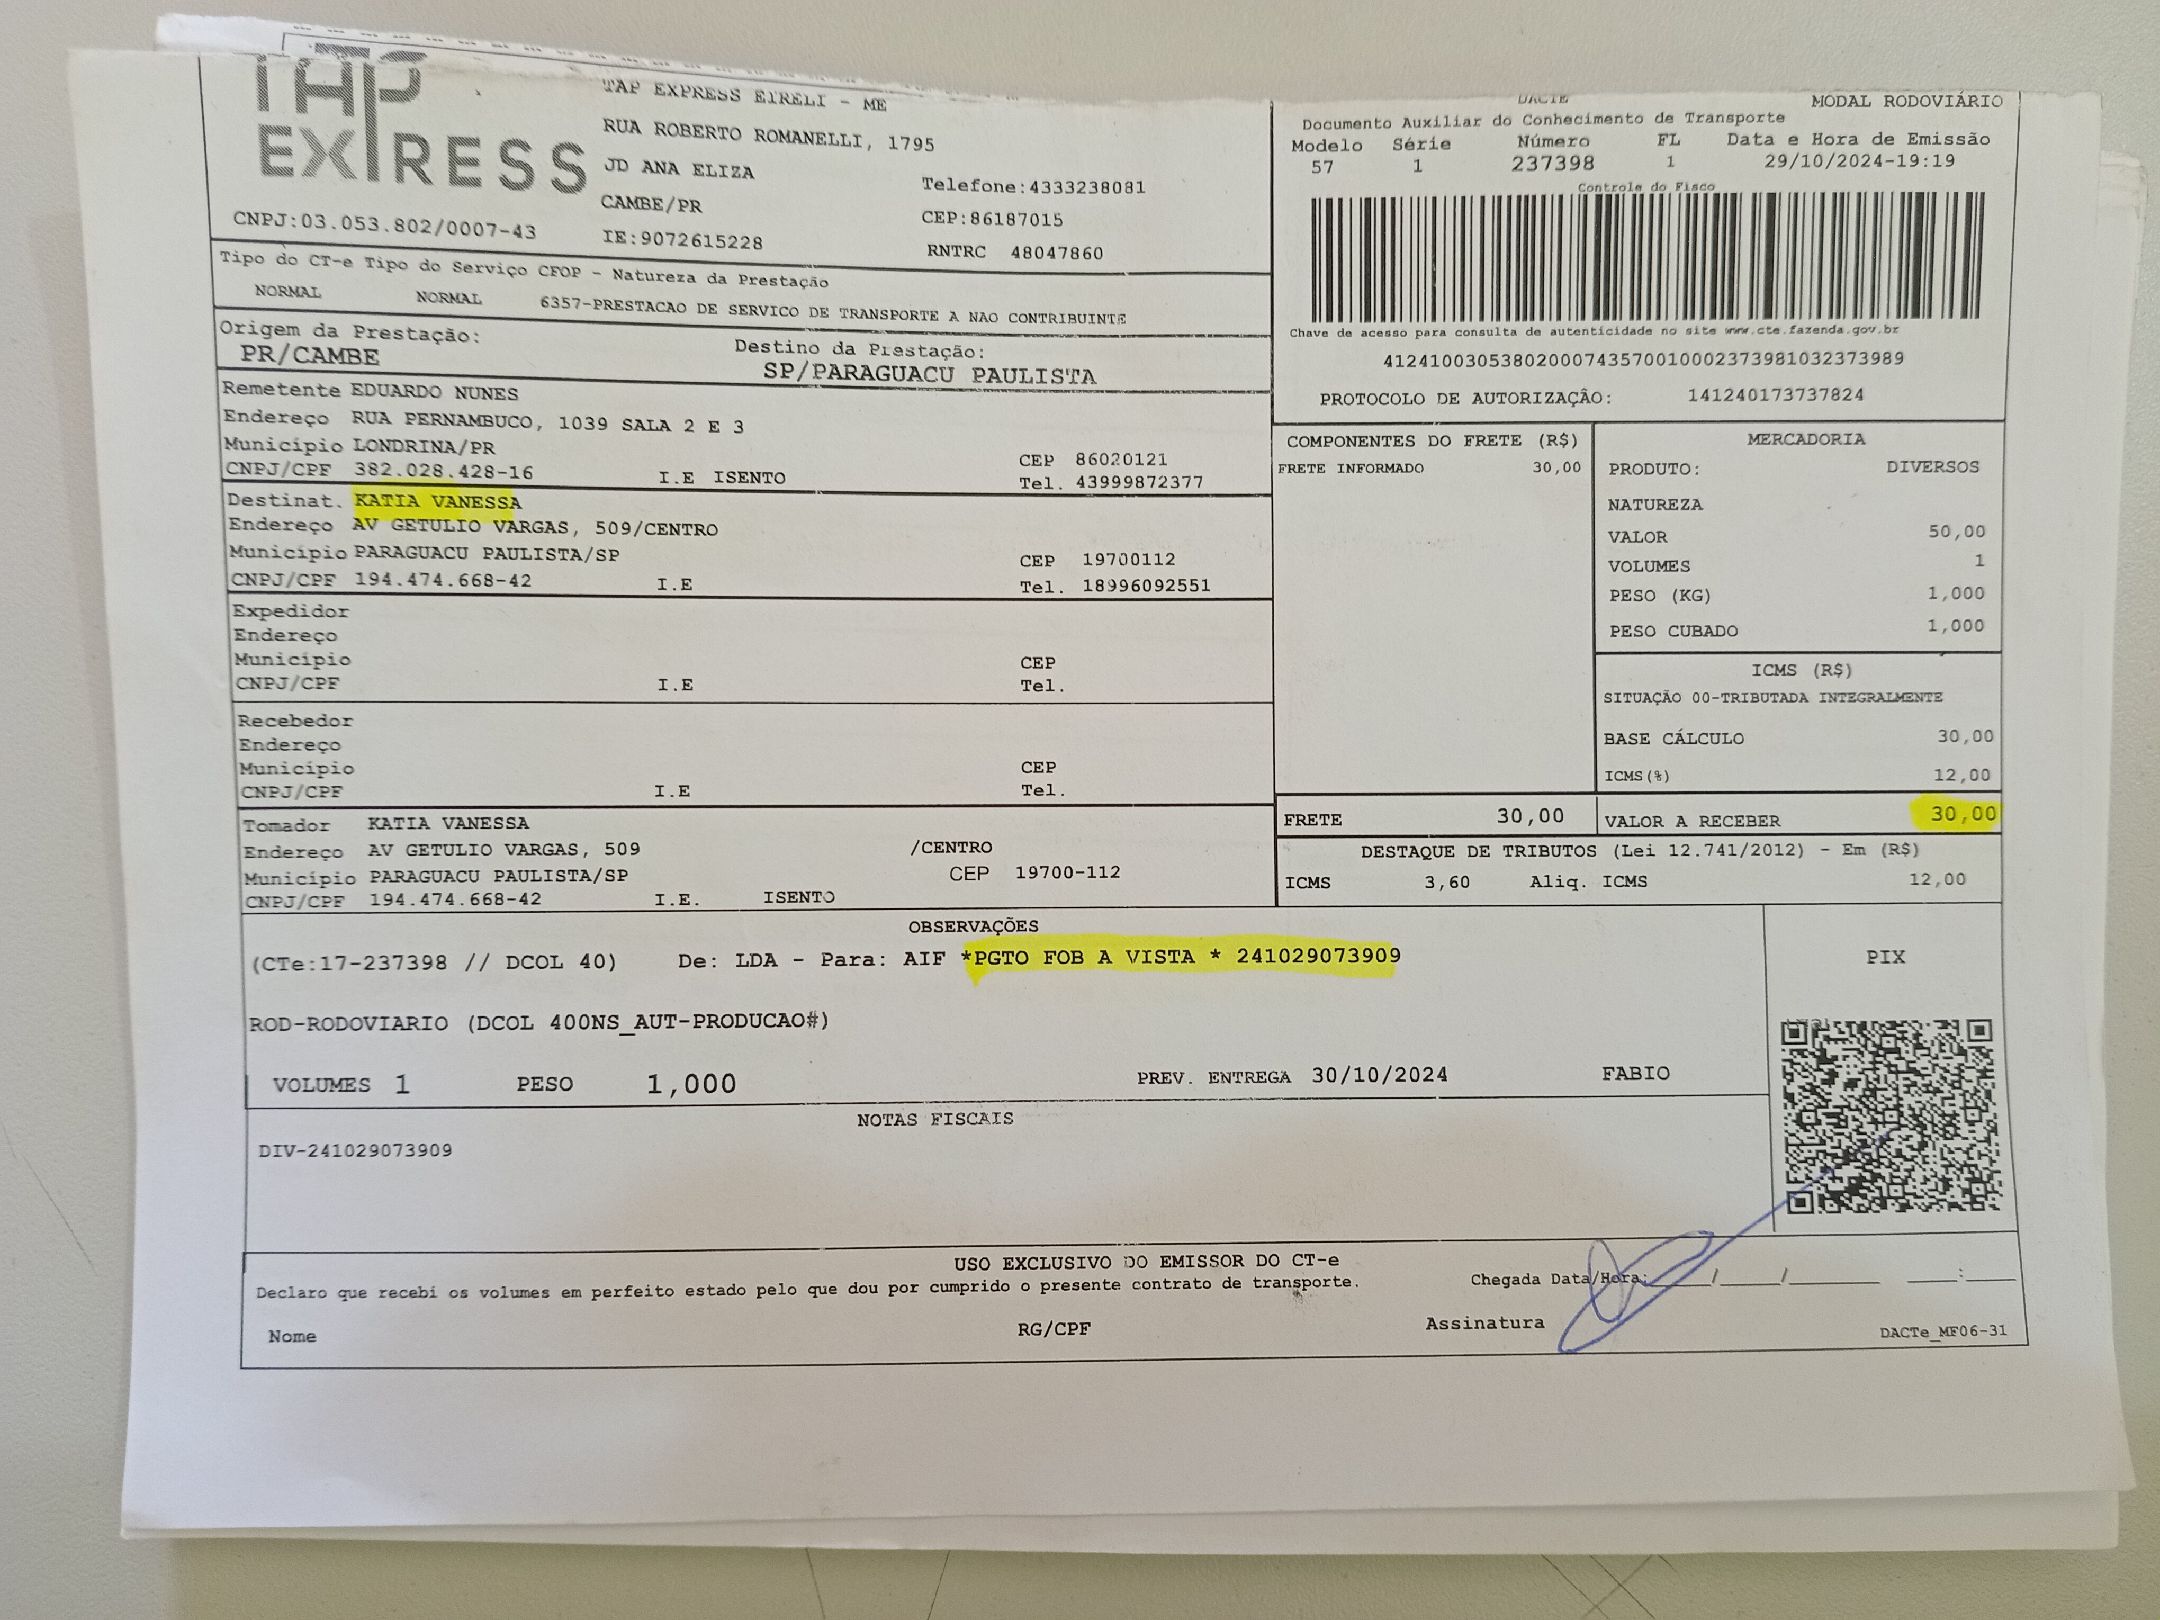 TAP
EXPRESS
CNPJ:03.053.802/0007-43
TAP EXPRESS EIRELI - ME
RUA ROBERTO ROMANELLI, 1795
JD ANA ELIZA
CAMBE/PR
IE:9072615228
Telefone:4333238081
CEP:86187015
RNTRC 48047860
DACTE MODAL RODOVIÁRIO
Documento Auxiliar do Conhecimento de Transporte
Modelo Série Número FL Data e Hora de Emissão
57 1 237398 1 29/10/2024-19:19
Controle do Fisco
Chave de acesso para consulta de autenticidade no site www.cte.fazenda.gov.br
41241003053802000743570010002373981032373989
PROTOCOLO DE AUTORIZAÇÃO: 141240173737824
Tipo do CT-e Tipo do Serviço CFOP - Natureza da Prestação
NORMAL NORMAL 6357-PRESTACAO DE SERVICO DE TRANSPORTE A NAO CONTRIBUINTE
Origem da Prestação: Destino da Prestação:
PR/CAMBE SP/PARAGUACU PAULISTA
Remetente EDUARDO NUNES
Endereço RUA PERNAMBUCO, 1039 SALA 2 E 3
Município LONDRINA/PR CEP 86020121
CNPJ/CPF 382.028.428-16 I.E ISENTO Tel. 43999872377
Destinat. KATIA VANESSA
Endereço AV GETULIO VARGAS, 509/CENTRO
Município PARAGUACU PAULISTA/SP CEP 19700112
CNPJ/CPF 194.474.668-42 I.E Tel. 18996092551
Expedidor
Endereço
Município CEP
CNPJ/CPF I.E Tel.
Recebedor
Endereço
Município CEP
CNPJ/CPF I.E Tel.
Tomador KATIA VANESSA
Endereço AV GETULIO VARGAS, 509 /CENTRO
Município PARAGUACU PAULISTA/SP CEP 19700-112
CNPJ/CPF 194.474.668-42 I.E. ISENTO
COMPONENTES DO FRETE (R$)
FRETE INFORMADO 30,00
MERCADORIA
PRODUTO: DIVERSOS
NATUREZA
VALOR 50,00
VOLUMES 1
PESO (KG) 1,000
PESO CUBADO 1,000
ICMS (R$)
SITUAÇÃO 00-TRIBUTADA INTEGRALMENTE
BASE CÁLCULO 30,00
ICMS(%) 12,00
FRETE 30,00 VALOR A RECEBER 30,00
DESTAQUE DE TRIBUTOS (Lei 12.741/2012) - Em (R$)
ICMS 3,60 Aliq. ICMS 12,00
OBSERVAÇÕES
(CTe:17-237398 // DCOL 40) De: LDA - Para: AIF *PGTO FOB A VISTA * 241029073909
PIX
ROD-RODOVIARIO (DCOL 400NS_AUT-PRODUCAO#)
VOLUMES 1 PESO 1,000 PREV. ENTREGA 30/10/2024 FABIO
NOTAS FISCAIS
DIV-241029073909
USO EXCLUSIVO DO EMISSOR DO CT-e
Declaro que recebi os volumes em perfeito estado pelo que dou por cumprido o presente contrato de transporte. Chegada Data/Hora:____/____/______ ___:___
Nome RG/CPF Assinatura
DACTe_MF06-31